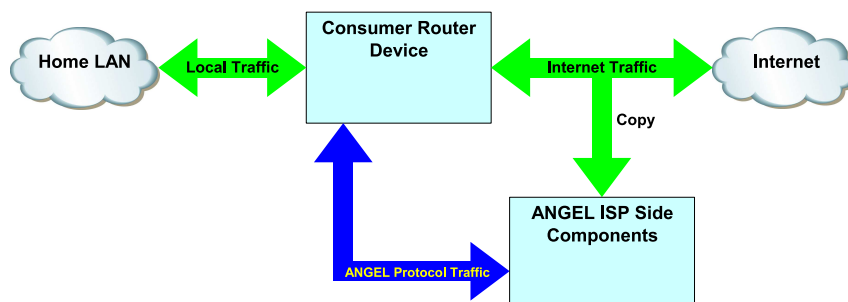 Consumer Router
Device
Home LAN
Local Traffic
Internet Traffic
Internet
Copy
ANGEL ISP Side
Components
ANGEL Protocol Traffic